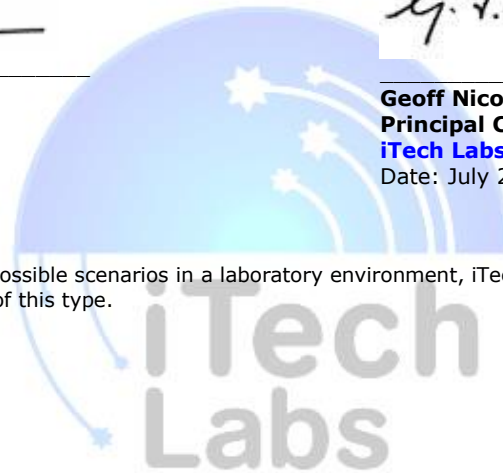 Geoff Nico
Principal C
iTech Labs
Date: July 2
ossible scenarios in a laboratory environment, iTec
of this type.
iTech
Labs